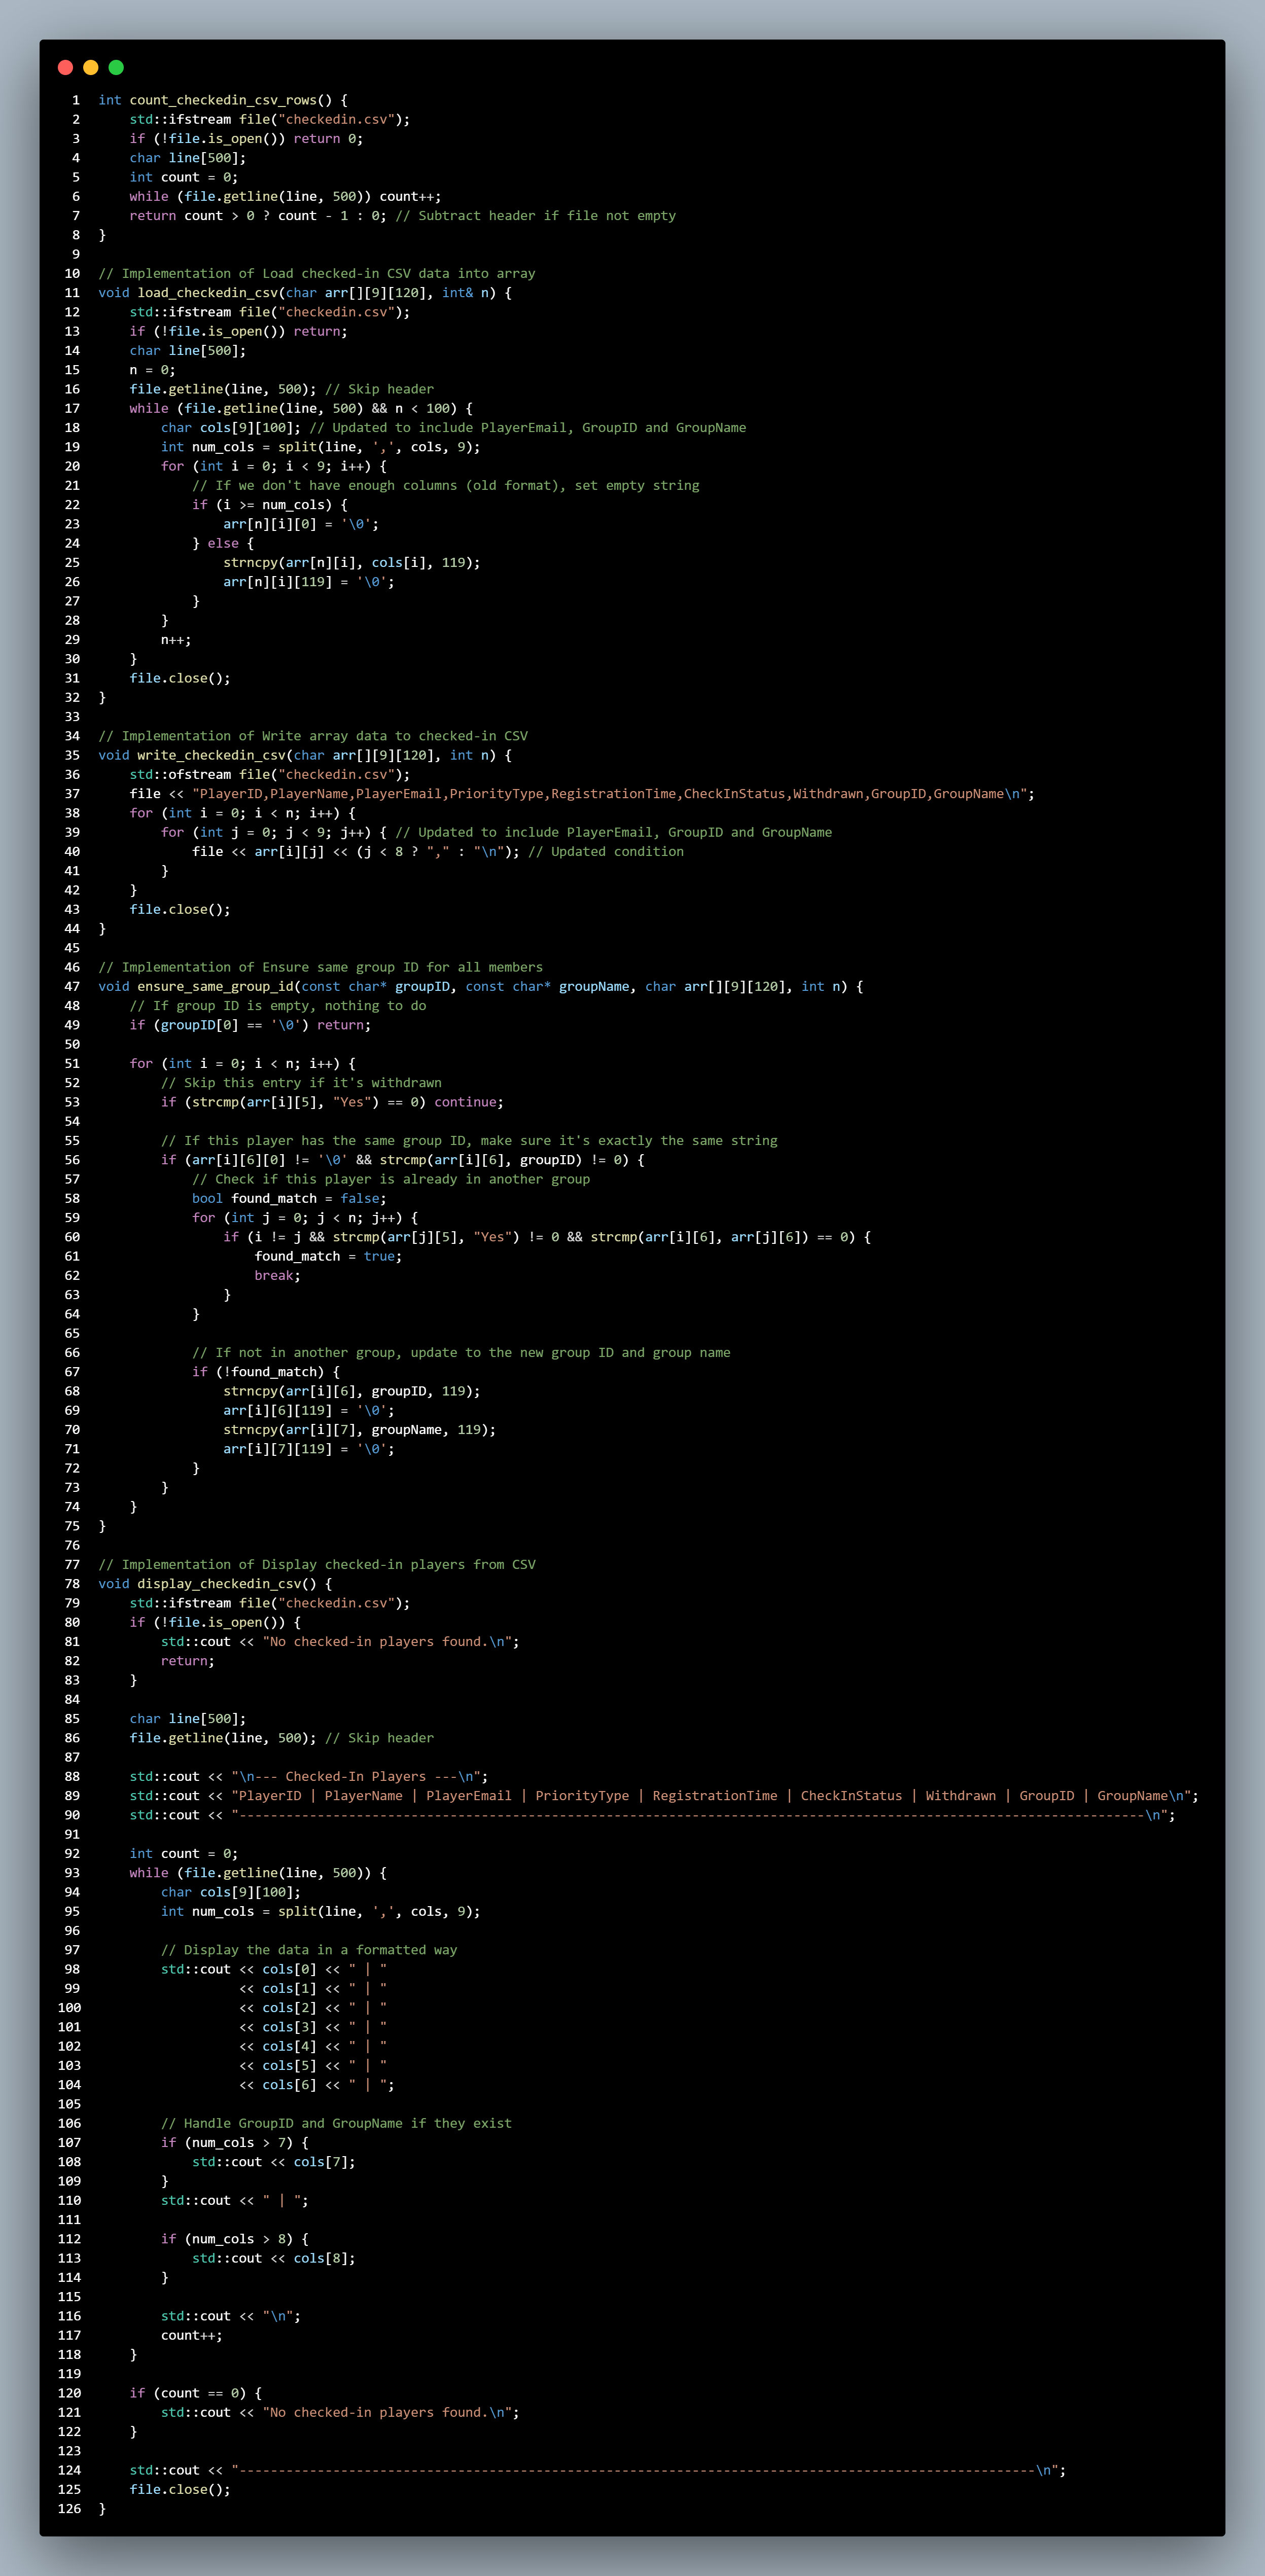 1 int count_checkedin_csv_rows() {
2     std::ifstream file("checkedin.csv");
3     if (!file.is_open()) return 0;
4     char line[500];
5     int count = 0;
6     while (file.getline(line, 500)) count++;
7     return count > 0 ? count - 1 : 0; // Subtract header if file not empty
8 }
9
10 // Implementation of Load checked-in CSV data into array
11 void load_checkedin_csv(char arr[][9][120], int& n) {
12     std::ifstream file("checkedin.csv");
13     if (!file.is_open()) return;
14     char line[500];
15     n = 0;
16     file.getline(line, 500); // Skip header
17     while (file.getline(line, 500) && n < 100) {
18         char cols[9][100]; // Updated to include PlayerEmail, GroupID and GroupName
19         int num_cols = split(line, ',', cols, 9);
20         for (int i = 0; i < 9; i++) {
21             // If we don't have enough columns (old format), set empty string
22             if (i >= num_cols) {
23                 arr[n][i][0] = '\0';
24             } else {
25                 strncpy(arr[n][i], cols[i], 119);
26                 arr[n][i][119] = '\0';
27             }
28         }
29         n++;
30     }
31     file.close();
32 }
33
34 // Implementation of Write array data to checked-in CSV
35 void write_checkedin_csv(char arr[][9][120], int n) {
36     std::ofstream file("checkedin.csv");
37     file << "PlayerID,PlayerName,PlayerEmail,PriorityType,RegistrationTime,CheckInStatus,Withdrawn,GroupID,GroupName\n";
38     for (int i = 0; i < n; i++) {
39         for (int j = 0; j < 9; j++) { // Updated to include PlayerEmail, GroupID and GroupName
40             file << arr[i][j] << (j < 8 ? "," : "\n"); // Updated condition
41         }
42     }
43     file.close();
44 }
45
46 // Implementation of Ensure same group ID for all members
47 void ensure_same_group_id(const char* groupID, const char* groupName, char arr[][9][120], int n) {
48     // If group ID is empty, nothing to do
49     if (groupID[0] == '\0') return;
50
51     for (int i = 0; i < n; i++) {
52         // Skip this entry if it's withdrawn
53         if (strcmp(arr[i][5], "Yes") == 0) continue;
54
55         // If this player has the same group ID, make sure it's exactly the same string
56         if (arr[i][6][0] != '\0' && strcmp(arr[i][6], groupID) != 0) {
57             // Check if this player is already in another group
58             bool found_match = false;
59             for (int j = 0; j < n; j++) {
60                 if (i != j && strcmp(arr[j][5], "Yes") != 0 && strcmp(arr[i][6], arr[j][6]) == 0) {
61                     found_match = true;
62                     break;
63                 }
64             }
65
66             // If not in another group, update to the new group ID and group name
67             if (!found_match) {
68                 strncpy(arr[i][6], groupID, 119);
69                 arr[i][6][119] = '\0';
70                 strncpy(arr[i][7], groupName, 119);
71                 arr[i][7][119] = '\0';
72             }
73         }
74     }
75 }
76
77 // Implementation of Display checked-in players from CSV
78 void display_checkedin_csv() {
79     std::ifstream file("checkedin.csv");
80     if (!file.is_open()) {
81         std::cout << "No checked-in players found.\n";
82         return;
83     }
84
85     char line[500];
86     file.getline(line, 500); // Skip header
87
88     std::cout << "\n--- Checked-In Players ---\n";
89     std::cout << "PlayerID | PlayerName | PlayerEmail | PriorityType | RegistrationTime | CheckInStatus | Withdrawn | GroupID | GroupName\n";
90     std::cout << "--------------------------------------------------------------------------------------------------------------------\n";
91
92     int count = 0;
93     while (file.getline(line, 500)) {
94         char cols[9][100];
95         int num_cols = split(line, ',', cols, 9);
96
97         // Display the data in a formatted way
98         std::cout << cols[0] << " | "
99                   << cols[1] << " | "
100                   << cols[2] << " | "
101                   << cols[3] << " | "
102                   << cols[4] << " | "
103                   << cols[5] << " | "
104                   << cols[6] << " | ";
105
106         // Handle GroupID and GroupName if they exist
107         if (num_cols > 7) {
108             std::cout << cols[7];
109         }
110         std::cout << " | ";
111
112         if (num_cols > 8) {
113             std::cout << cols[8];
114         }
115
116         std::cout << "\n";
117         count++;
118     }
119
120     if (count == 0) {
121         std::cout << "No checked-in players found.\n";
122     }
123
124     std::cout << "------------------------------------------------------------------------------------------------------\n";
125     file.close();
126 }